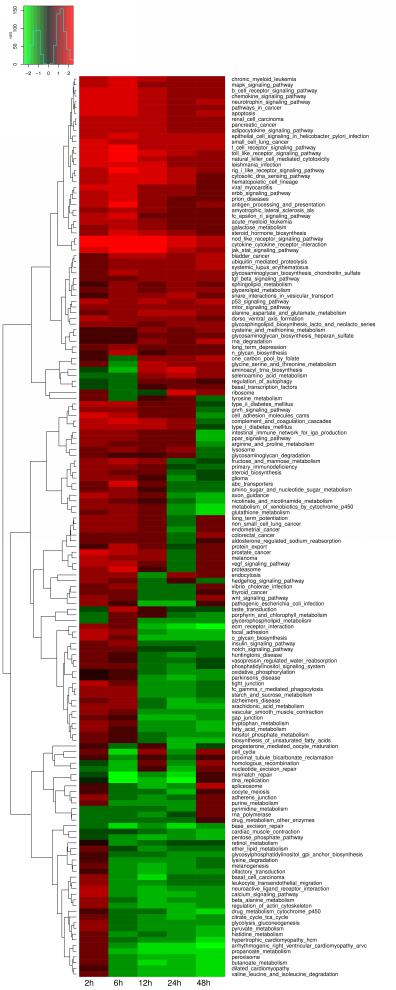 0 50 100 150
-2 -1 0 1 2
chronic_myeloid_leukemia
mapk_signaling_pathway
b_cell_receptor_signaling_pathway
chemokine_signaling_pathway
neurotrophin_signaling_pathway
pathways_in_cancer
apoptosis
renal_cell_carcinoma
pancreatic_cancer
adipocytokine_signaling_pathway
epithelial_cell_signaling_in_helicobacter_pylori_infection
small_cell_lung_cancer
t_cell_receptor_signaling_pathway
toll_like_receptor_signaling_pathway
natural_killer_cell_mediated_cytotoxicity
leishmania_infection
rig_i_like_receptor_signaling_pathway
cytosolic_dna_sensing_pathway
hematopoietic_cell_lineage
viral_myocarditis
erbb_signaling_pathway
prion_diseases
antigen_processing_and_presentation
amyotrophic_lateral_sclerosis_als
fc_epsilon_ri_signaling_pathway
acute_myeloid_leukemia
galactose_metabolism
steroid_hormone_biosynthesis
nod_like_receptor_signaling_pathway
cytokine_cytokine_receptor_interaction
jak_stat_signaling_pathway
bladder_cancer
ubiquitin_mediated_proteolysis
systemic_lupus_erythematosus
glycosaminoglycan_biosynthesis_chondroitin_sulfate
tgf_beta_signaling_pathway
sphingolipid_metabolism
glycerolipid_metabolism
snare_interactions_in_vesicular_transport
p53_signaling_pathway
mtor_signaling_pathway
alanine_aspartate_and_glutamate_metabolism
dorso_ventral_axis_formation
glycosphingolipid_biosynthesis_lacto_and_neolacto_series
cysteine_and_methionine_metabolism
glycosaminoglycan_biosynthesis_heparan_sulfate
rna_degradation
long_term_depression
n_glycan_biosynthesis
one_carbon_pool_by_folate
glycine_serine_and_threonine_metabolism
aminoacyl_trna_biosynthesis
selenoamino_acid_metabolism
regulation_of_autophagy
basal_transcription_factors
ribosome
tyrosine_metabolism
type_ii_diabetes_mellitus
gnrh_signaling_pathway
cell_adhesion_molecules_cams
complement_and_coagulation_cascades
type_i_diabetes_mellitus
intestinal_immune_network_for_iga_production
ppar_signaling_pathway
arginine_and_proline_metabolism
lysosome
glycosaminoglycan_degradation
fructose_and_mannose_metabolism
primary_immunodeficiency
steroid_biosynthesis
glioma
abc_transporters
amino_sugar_and_nucleotide_sugar_metabolism
axon_guidance
nicotinate_and_nicotinamide_metabolism
metabolism_of_xenobiotics_by_cytochrome_p450
glutathione_metabolism
long_term_potentiation
non_small_cell_lung_cancer
endometrial_cancer
colorectal_cancer
aldosterone_regulated_sodium_reabsorption
protein_export
prostate_cancer
melanoma
vegf_signaling_pathway
proteasome
endocytosis
hedgehog_signaling_pathway
vibrio_cholerae_infection
thyroid_cancer
wnt_signaling_pathway
pathogenic_escherichia_coli_infection
taste_transduction
porphyrin_and_chlorophyll_metabolism
glycerophospholipid_metabolism
ecm_receptor_interaction
focal_adhesion
o_glycan_biosynthesis
insulin_signaling_pathway
notch_signaling_pathway
huntingtons_disease
vasopressin_regulated_water_reabsorption
phosphatidylinositol_signaling_system
oxidative_phosphorylation
parkinsons_disease
tight_junction
fc_gamma_r_mediated_phagocytosis
starch_and_sucrose_metabolism
alzheimers_disease
arachidonic_acid_metabolism
vascular_smooth_muscle_contraction
gap_junction
tryptophan_metabolism
fatty_acid_metabolism
inositol_phosphate_metabolism
biosynthesis_of_unsaturated_fatty_acids
progesterone_mediated_oocyte_maturation
cell_cycle
proximal_tubule_bicarbonate_reclamation
homologous_recombination
nucleotide_excision_repair
mismatch_repair
dna_replication
spliceosome
oocyte_meiosis
adherens_junction
purine_metabolism
pyrimidine_metabolism
rna_polymerase
drug_metabolism_other_enzymes
base_excision_repair
cardiac_muscle_contraction
pentose_phosphate_pathway
retinol_metabolism
ether_lipid_metabolism
glycosylphosphatidylinositol_gpi_anchor_biosynthesis
lysine_degradation
melanogenesis
olfactory_transduction
basal_cell_carcinoma
leukocyte_transendothelial_migration
neuroactive_ligand_receptor_interaction
calcium_signaling_pathway
beta_alanine_metabolism
regulation_of_actin_cytoskeleton
drug_metabolism_cytochrome_p450
citrate_cycle_tca_cycle
glycolysis_gluconeogenesis
pyruvate_metabolism
histidine_metabolism
hypertrophic_cardiomyopathy_hcm
arrhythmogenic_right_ventricular_cardiomyopathy_arvc
propanoate_metabolism
peroxisome
butanoate_metabolism
dilated_cardiomyopathy
valine_leucine_and_isoleucine_degradation
2h 6h 12h 24h 48h